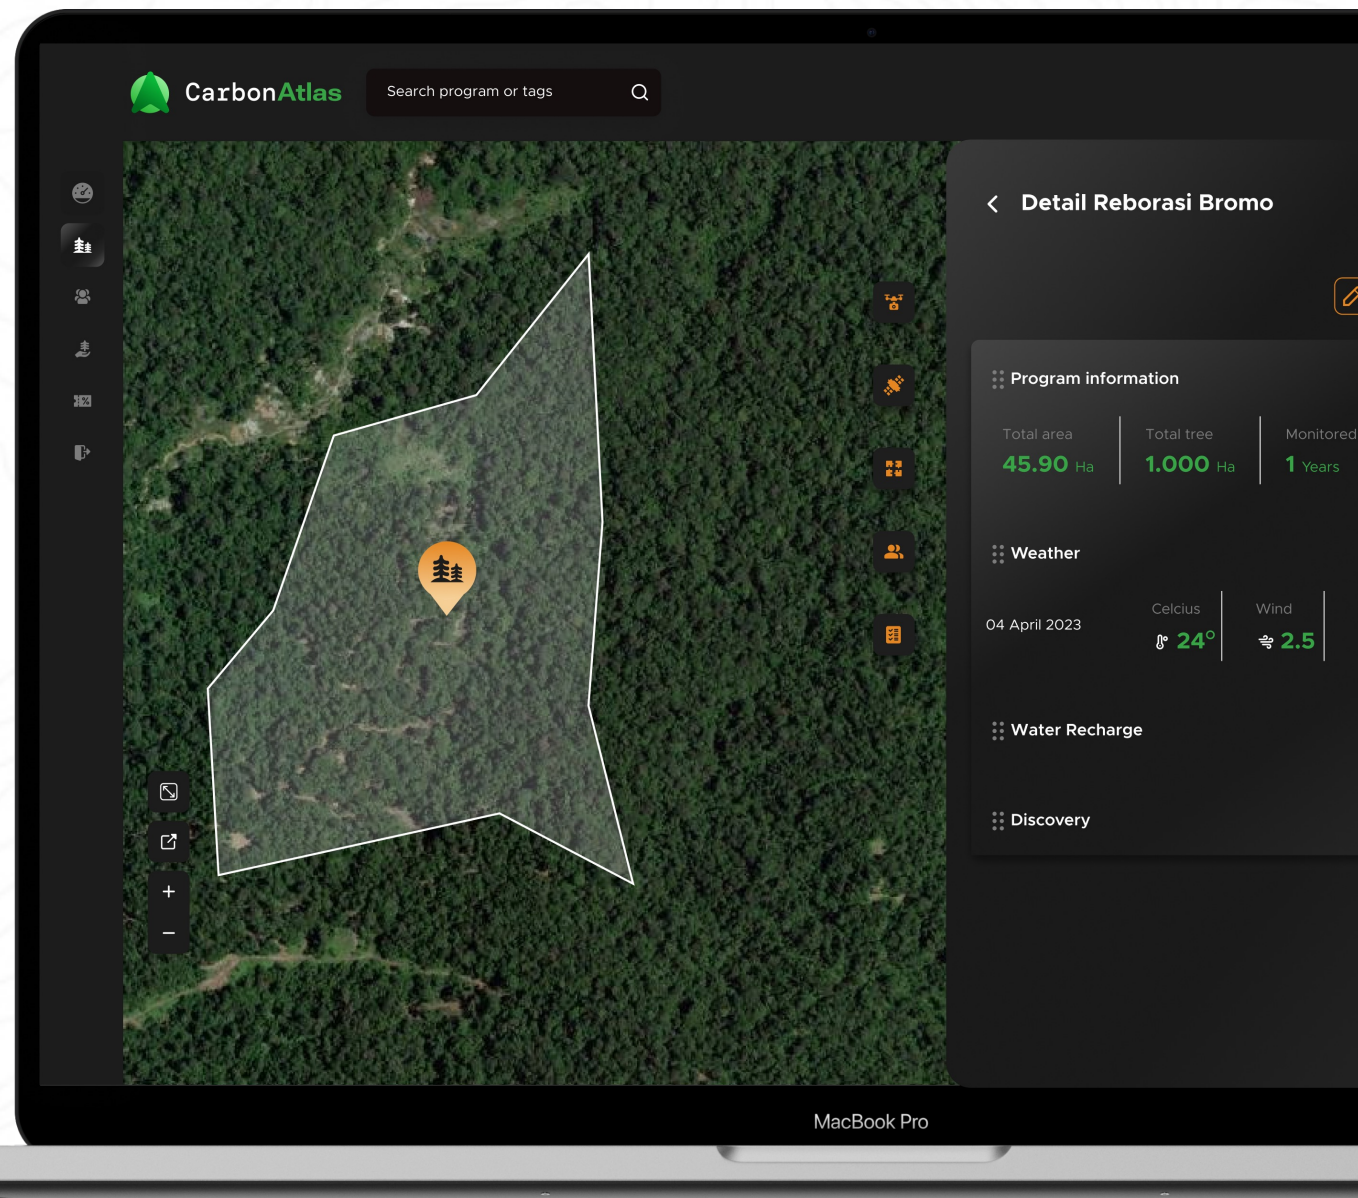 CarbonAtlas
Search program or tags
Detail Reborasi Bromo
Program information
Total area
45.90 Ha
Total tree
1.000 Ha
Monitored
1 Years
Weather
04 April 2023
Celcius
24°
Wind
2.5
Water Recharge
Discovery
MacBook Pro